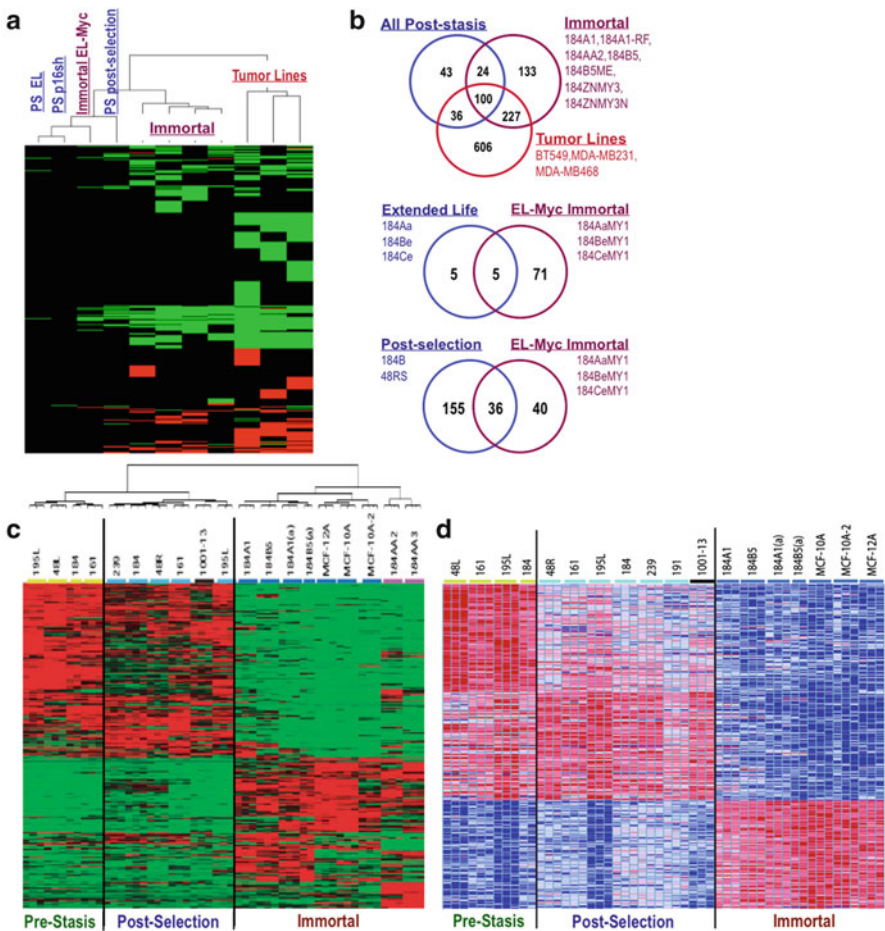 a
PS EL
PS p16sh
Immortal EL-Myc
PS post-selection
Immortal
Tumor Lines
b
All Post-stasis
Immortal
184A1,184A1-RF,
184AA2,184B5,
184B5ME,
184ZNMY3,
184ZNMY3N
43
24
133
100
36
227
606
Tumor Lines
BT549,MDA-MB231,
MDA-MB468
Extended Life
EL-Myc Immortal
184Aa
184Be
184Ce
184AaMY1
184BeMY1
184CeMY1
5
5
71
Post-selection
EL-Myc Immortal
184B
48RS
184AaMY1
184BeMY1
184CeMY1
155
36
40
c
195L
48L
184
161
239
184
48R
161
1001-13
195L
184A1
184B5
184A1(a)
184B5(a)
MCF-12A
MCF-10A
MCF-10A-2
184AA2
184AA3
Pre-Stasis
Post-Selection
Immortal
d
48L
161
195L
184
48R
161
195L
184
239
191
1001-13
184A1
184B5
184A1(a)
184B5(a)
MCF-10A
MCF-10A-2
MCF-12A
Pre-Stasis
Post-Selection
Immortal